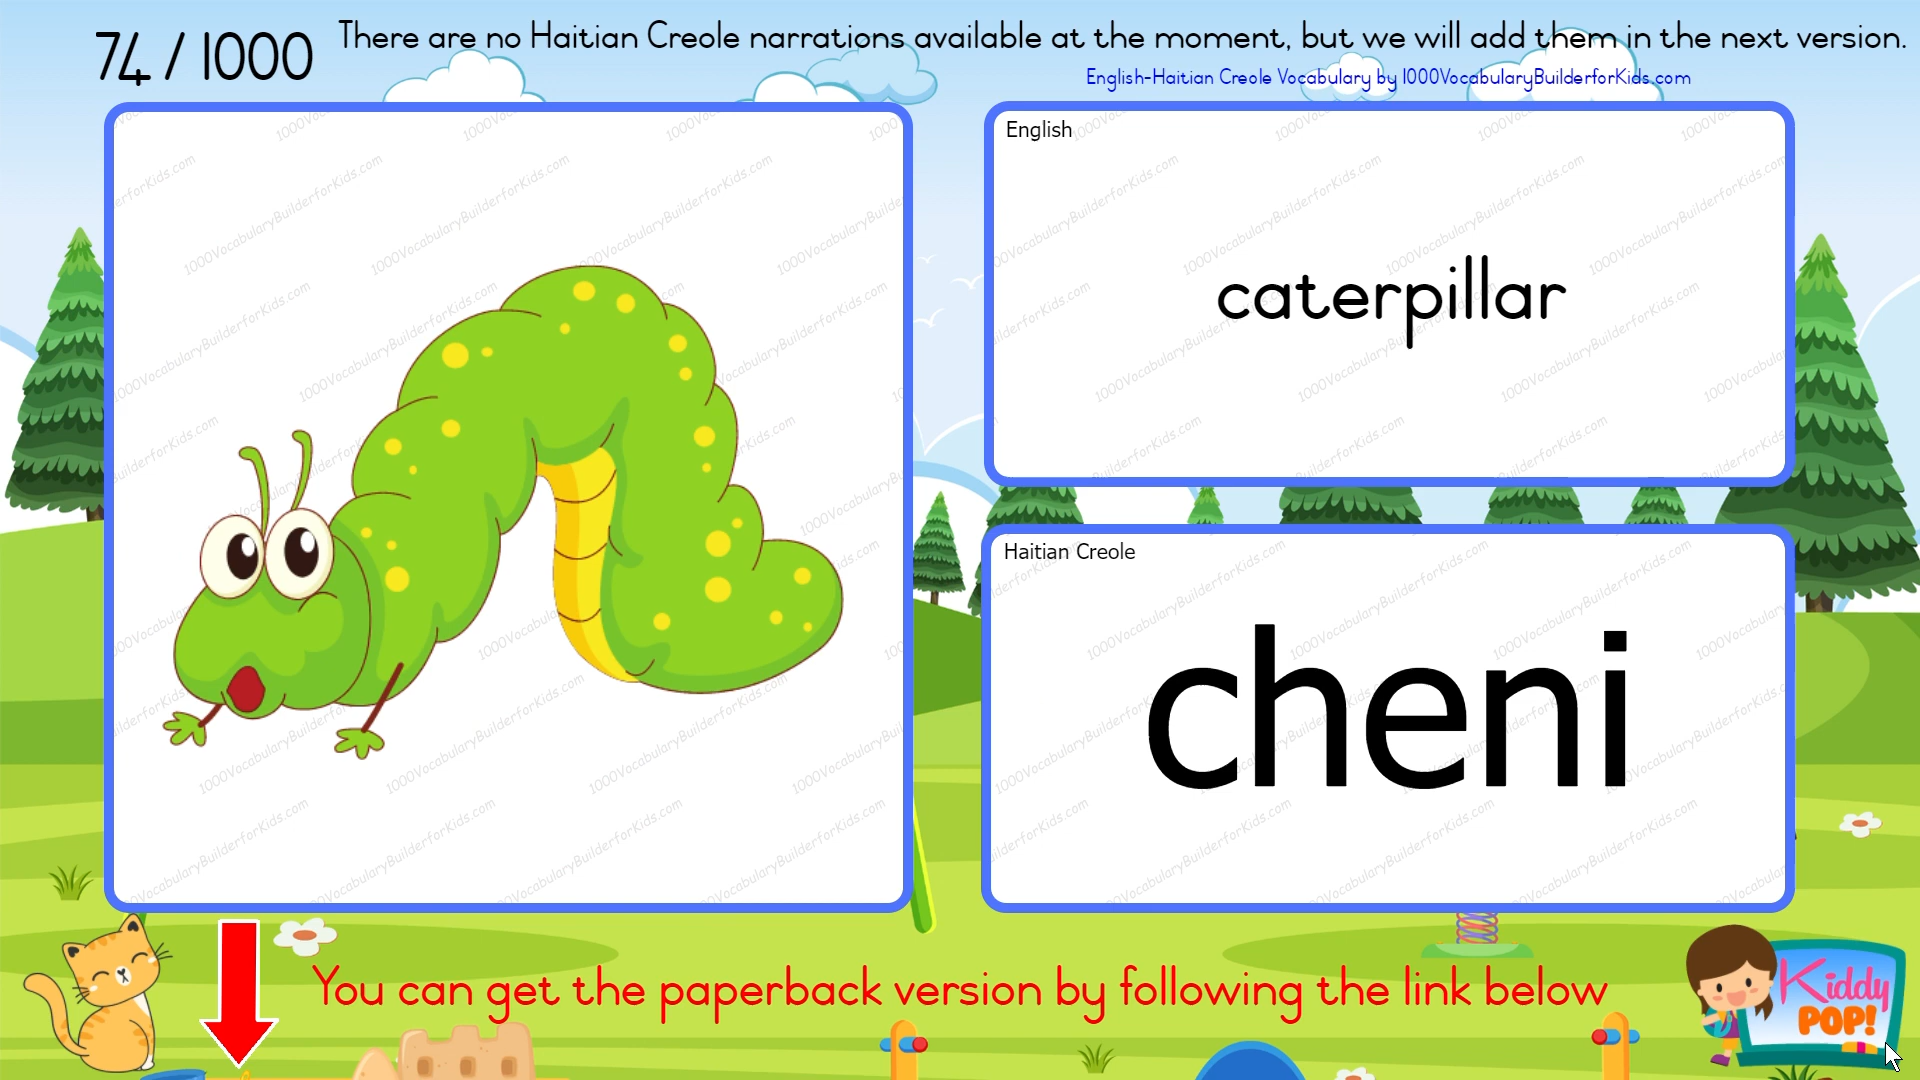 74 / 1000
There are no Haitian Creole narrations available at the moment, but we will add them in the next version.
English-Haitian Creole Vocabulary by 1000VocabularyBuilderforKids.com
English
caterpillar
Haitian Creole
cheni
You can get the paperback version by following the link below
Kiddy
POP!
1000VocabularyBuilderforKids.com